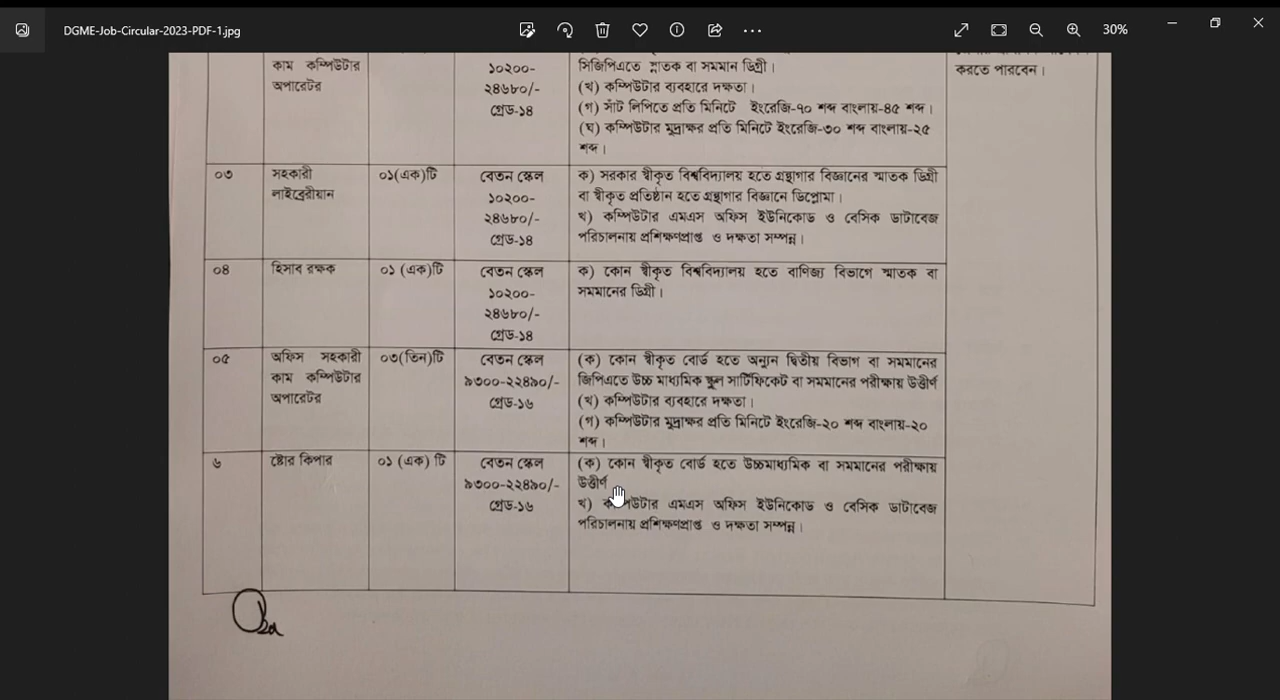 DGME-Job-Circular-2023-PDF-1.jpg
30%
কাম কম্পিউটার
অপারেটর
১০২০০-
২৪৬৮০/-
গ্রেড-১৪
সিজিপিএতে স্নাতক বা সমমান ডিগ্রী।
(খ) কম্পিউটার ব্যবহারে দক্ষতা।
(গ) সাঁট লিপিতে প্রতি মিনিটে ইংরেজি-৭০ শব্দ বাংলায়-৪৫ শব্দ।
(ঘ) কম্পিউটার মুদ্রাক্ষর প্রতি মিনিটে ইংরেজি-৩০ শব্দ বাংলায়-২৫
শব্দ।
করতে পারবেন।
০৩
সহকারী
লাইব্রেরীয়ান
০১(এক)টি
বেতন স্কেল
১০২০০-
২৪৬৮০/-
গ্রেড-১৪
ক) সরকার স্বীকৃত বিশ্ববিদ্যালয় হতে গ্রন্থাগার বিজ্ঞানের স্মাতক ডিগ্রী
বা স্বীকৃত প্রতিষ্ঠান হতে গ্রন্থাগার বিজ্ঞানে ডিপ্লোমা।
খ) কম্পিউটার এমএস অফিস ইউনিকোড ও বেসিক ডাটাবেজ
পরিচালনায় প্রশিক্ষণপ্রাপ্ত ও দক্ষতা সম্পন্ন।
০৪
হিসাব রক্ষক
০১ (এক)টি
বেতন স্কেল
১০২০০-
২৪৬৮০/-
গ্রেড-১৪
ক) কোন স্বীকৃত বিশ্ববিদ্যালয় হতে বাণিজ্য বিভাগে স্মাতক বা
সমমানের ডিগ্রী।
০৫
অফিস সহকারী
কাম কম্পিউটার
অপারেটর
০৩(তিন)টি
বেতন স্কেল
৯৩০০-২২৪৯০/-
গ্রেড-১৬
(ক) কোন স্বীকৃত বোর্ড হতে অন্যুন দ্বিতীয় বিভাগ বা সমমানের
জিপিএতে উচ্চ মাধ্যমিক স্কুল সার্টিফিকেট বা সমমানের পরীক্ষায় উত্তীর্ণ
(খ) কম্পিউটার ব্যবহারে দক্ষতা।
(গ) কম্পিউটার মুদ্রাক্ষর প্রতি মিনিটে ইংরেজি-২০ শব্দ বাংলায়-২০
শব্দ।
৬
ষ্টোর কিপার
০১ (এক) টি
বেতন স্কেল
৯৩০০-২২৪৯০/-
গ্রেড-১৬
(ক) কোন স্বীকৃত বোর্ড হতে উচ্চমাধ্যমিক বা সমমানের পরীক্ষায়
উত্তীর্ণ
খ) কম্পিউটার এমএস অফিস ইউনিকোড ও বেসিক ডাটাবেজ
পরিচালনায় প্রশিক্ষণপ্রাপ্ত ও দক্ষতা সম্পন্ন।